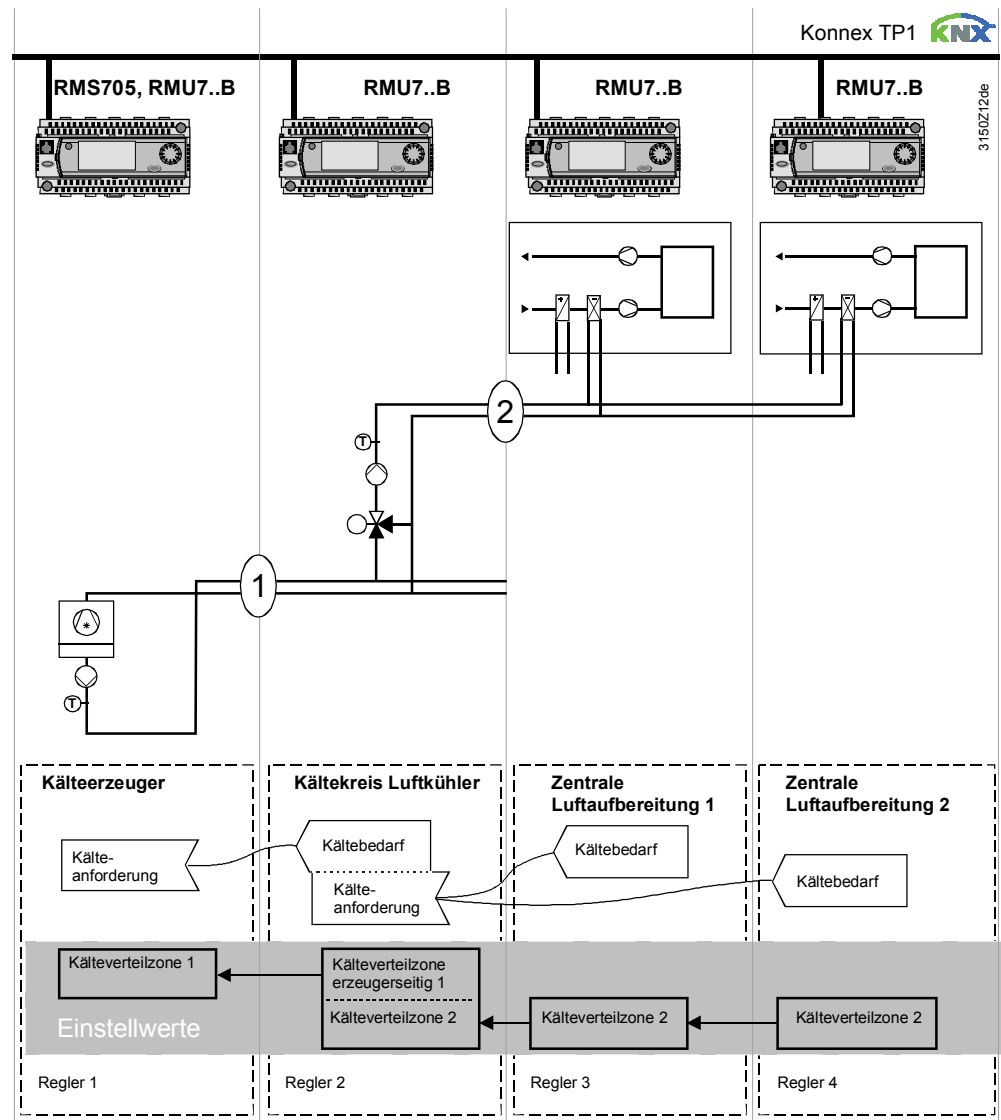 Konnex TP1 KNX
RMS705, RMU7..B
RMU7..B
RMU7..B
RMU7..B
3150Z12de
+
-
+
-
2
T
1
T
Kälteerzeuger
Kälte-
anforderung
Kälteverteilzone 1
Einstellwerte
Regler 1
Kältekreis Luftkühler
Kältebedarf
Kälte-
anforderung
Kälteverteilzone
erzeugerseitig 1
Kälteverteilzone 2
Regler 2
Zentrale
Luftaufbereitung 1
Kältebedarf
Kälteverteilzone 2
Regler 3
Zentrale
Luftaufbereitung 2
Kältebedarf
Kälteverteilzone 2
Regler 4